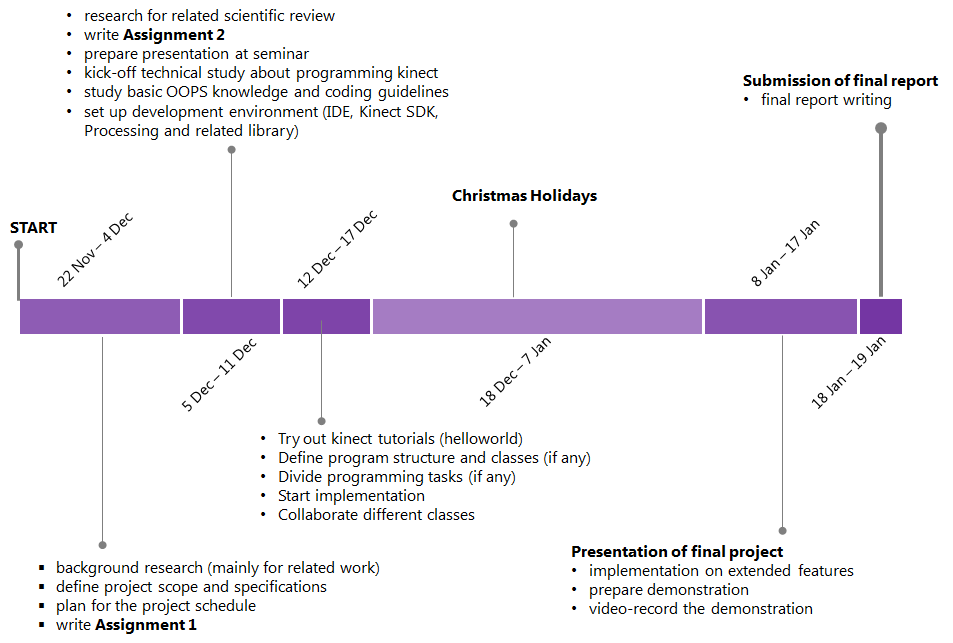 • research for related scientific review
• write Assignment 2
• prepare presentation at seminar
• kick-off technical study about programming kinect
• study basic OOPS knowledge and coding guidelines
• set up development environment (IDE, Kinect SDK,
Processing and related library)
Submission of final report
• final report writing
Christmas Holidays
START
22 Nov – 4 Dec
12 Dec – 17 Dec
8 Jan – 17 Jan
5 Dec – 11 Dec
18 Dec – 7 Jan
18 Jan – 19 Jan
• Try out kinect tutorials (helloworld)
• Define program structure and classes (if any)
• Divide programming tasks (if any)
• Start implementation
• Collaborate different classes
▪ background research (mainly for related work)
▪ define project scope and specifications
▪ plan for the project schedule
▪ write Assignment 1
Presentation of final project
• implementation on extended features
• prepare demonstration
• video-record the demonstration